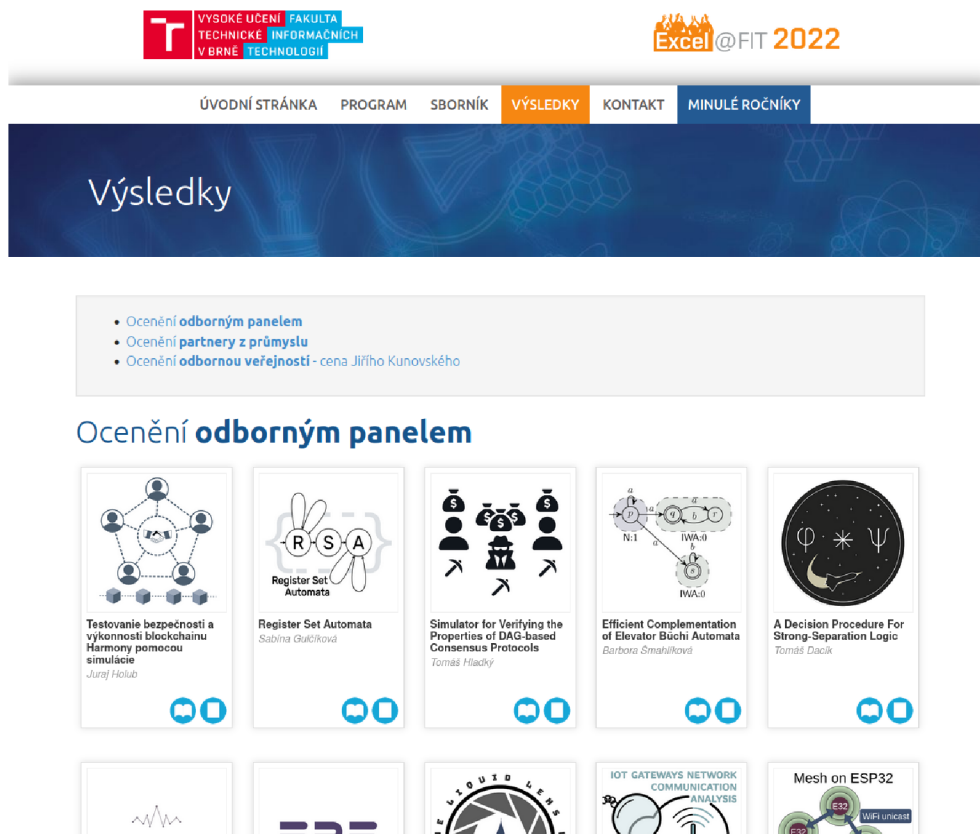 VYSOKÉ UČENÍ FAKULTA
TECHNICKÉ INFORMAČNÍCH
V BRNĚ TECHNOLOGIÍ
Excel@FIT 2022
ÚVODNÍ STRÁNKA PROGRAM SBORNÍK VÝSLEDKY KONTAKT MINULÉ ROČNÍKY
Výsledky
Ocenění odborným panelem
Ocenění partnery z průmyslu
Ocenění odbornou veřejností - cena Jiřího Kunovského
Ocenění odborným panelem
R S A
Register Set
Automata
a
p a q a b r
N:1 IWA:0
a b
s
IWA:0
φ * ψ
Testovanie bezpečnosti a
výkonnosti blockchainu
Harmony pomocou
simulácie
Juraj Holub
Register Set Automata
Sabína Gulčíková
Simulator for Verifying the
Properties of DAG-based
Consensus Protocols
Tomáš Hladký
Efficient Complementation
of Elevator Büchi Automata
Barbora Šmahlíková
A Decision Procedure For
Strong-Separation Logic
Tomáš Dacík
LIQUID LENS
IOT GATEWAYS NETWORK
COMMUNICATION
ANALYSIS
Mesh on ESP32
E32
WiFi unicast
E32